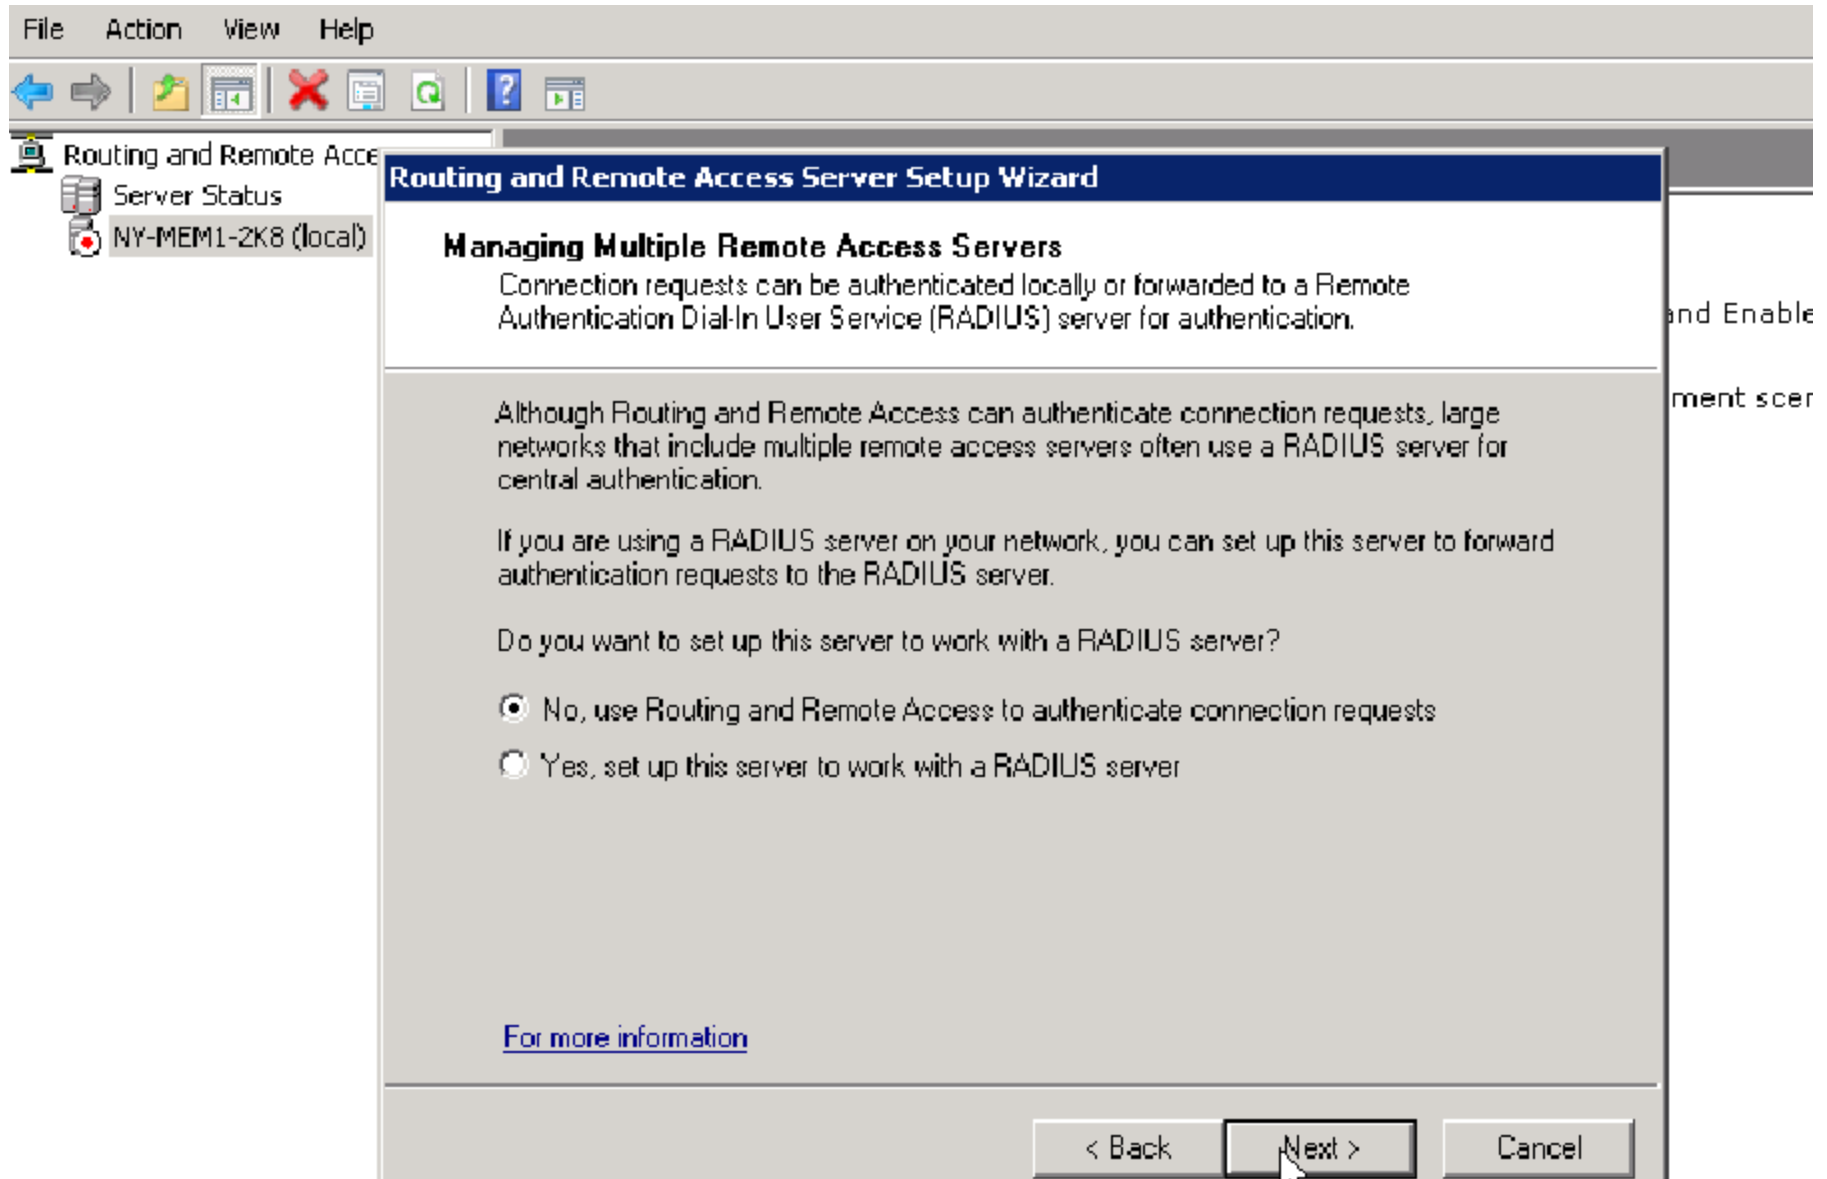 File Action View Help
Routing and Remote Acce
Server Status
NY-MEM1-2K8 (local)
Routing and Remote Access Server Setup Wizard
Managing Multiple Remote Access Servers
Connection requests can be authenticated locally or forwarded to a Remote
Authentication Dial-In User Service (RADIUS) server for authentication.
and Enable
ment scer
Although Routing and Remote Access can authenticate connection requests, large
networks that include multiple remote access servers often use a RADIUS server for
central authentication.
If you are using a RADIUS server on your network, you can set up this server to forward
authentication requests to the RADIUS server.
Do you want to set up this server to work with a RADIUS server?
No, use Routing and Remote Access to authenticate connection requests
Yes, set up this server to work with a RADIUS server
For more information
< Back Next > Cancel